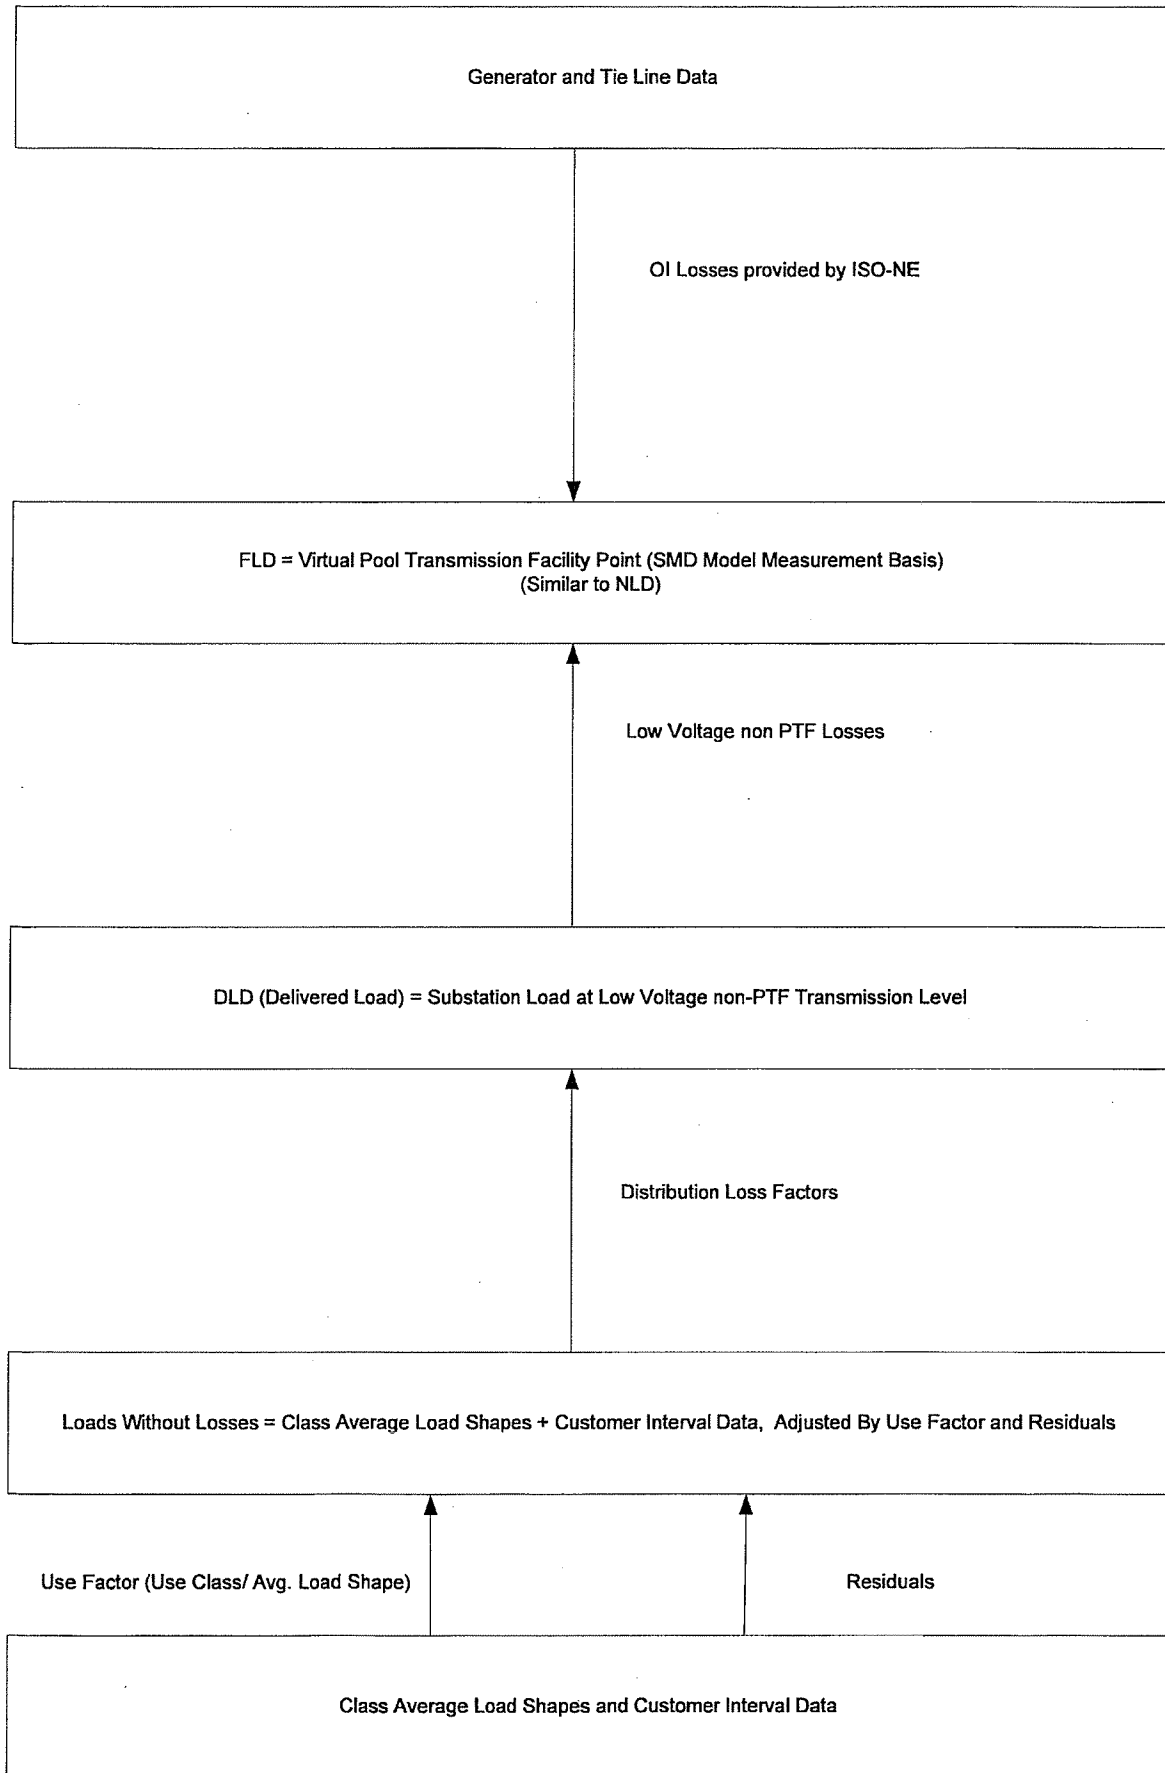 Generator and Tie Line Data
OI Losses provided by ISO-NE
FLD = Virtual Pool Transmission Facility Point (SMD Model Measurement Basis)
(Similar to NLD)
Low Voltage non PTF Losses
DLD (Delivered Load) = Substation Load at Low Voltage non-PTF Transmission Level
Distribution Loss Factors
Loads Without Losses = Class Average Load Shapes + Customer Interval Data, Adjusted By Use Factor and Residuals
Use Factor (Use Class/ Avg. Load Shape)
Residuals
Class Average Load Shapes and Customer Interval Data